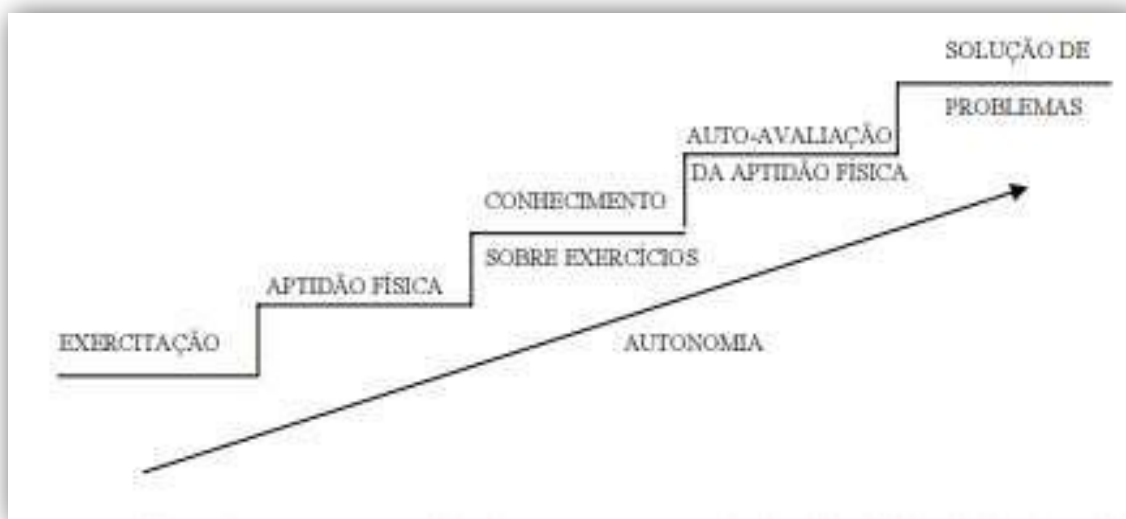 SOLUÇÃO DE
PROBLEMAS
AUTO-AVALIAÇÃO
DA APTIDÃO FÍSICA
CONHECIMENTO
SOBRE EXERCÍCIOS
APTIDÃO FÍSICA
EXERCITAÇÃO
AUTONOMIA